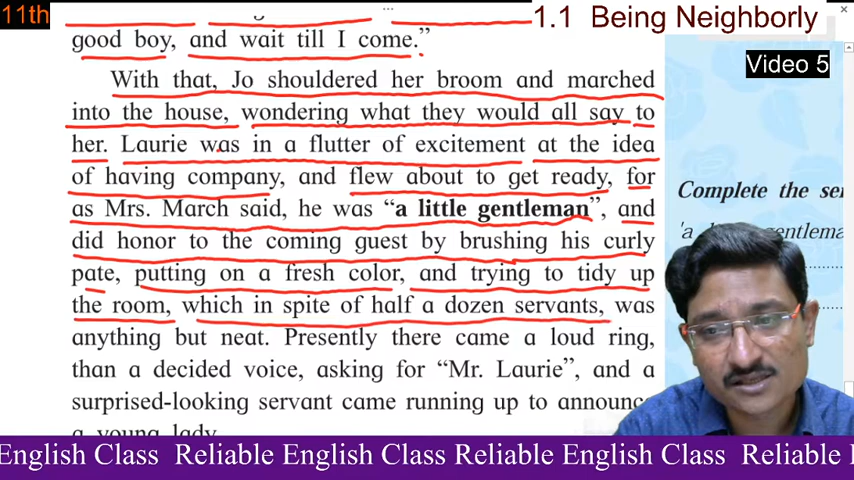 11th
1.1 Being Neighborly
Video 5
good boy, and wait till I come.”
With that, Jo shouldered her broom and marched
into the house, wondering what they would all say to
her. Laurie was in a flutter of excitement at the idea
of having company, and flew about to get ready, for
as Mrs. March said, he was “a little gentleman”, and
did honor to the coming guest by brushing his curly
pate, putting on a fresh color, and trying to tidy up
the room, which in spite of half a dozen servants, was
anything but neat. Presently there came a loud ring,
than a decided voice, asking for “Mr. Laurie”, and a
surprised-looking servant came running up to announc
a young lady
Complete the se
'a gentlema
English Class Reliable English Class Reliable English Class Reliable